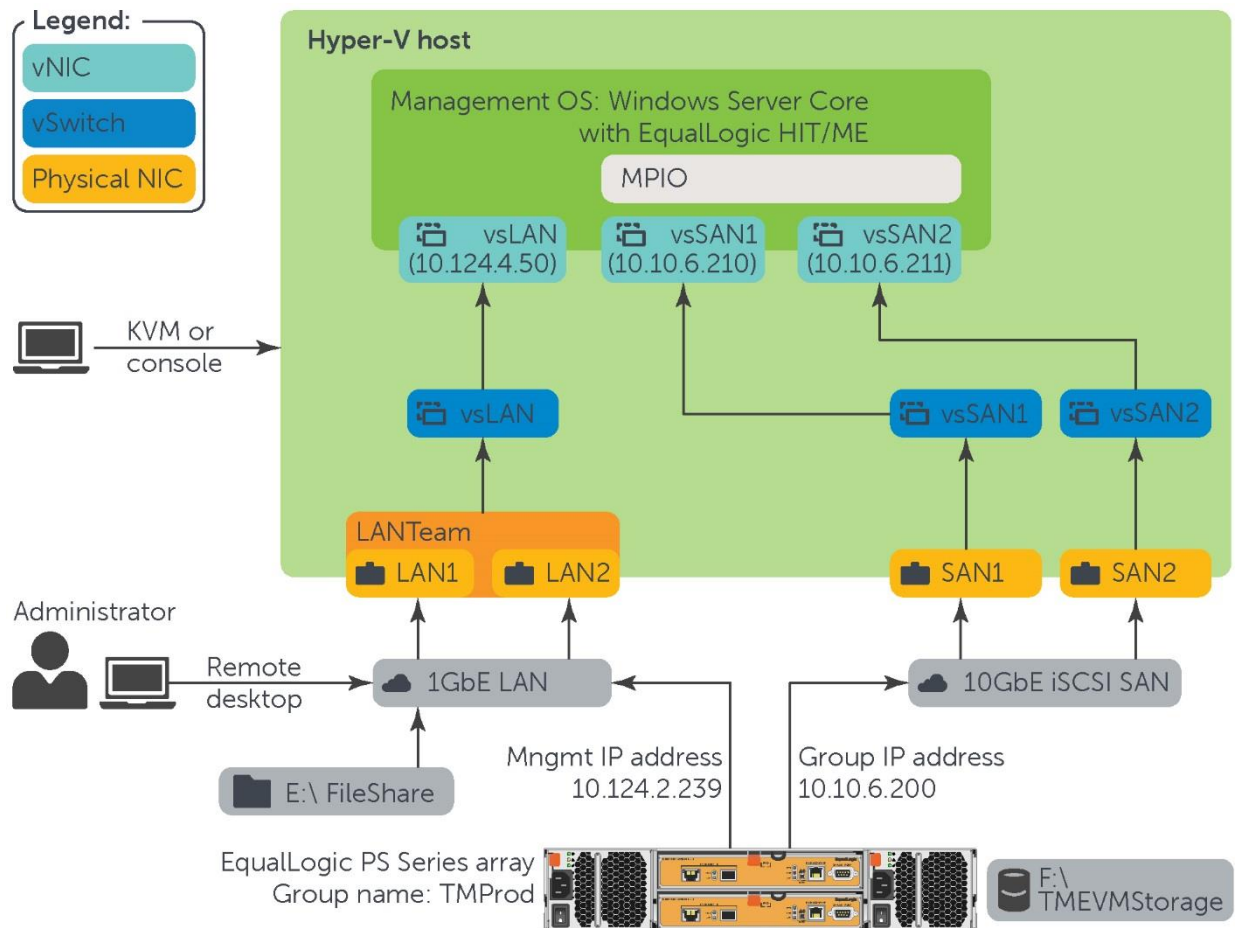 Legend:
vNIC
vSwitch
Physical NIC
Hyper-V host
Management OS: Windows Server Core
with EqualLogic HIT/ME
MPIO
vsLAN
(10.124.4.50)
vsSAN1
(10.10.6.210)
vsSAN2
(10.10.6.211)
KVM or
console
vsLAN
vsSAN1
vsSAN2
LANTeam
LAN1
LAN2
SAN1
SAN2
Administrator
Remote
desktop
1GbE LAN
10GbE iSCSI SAN
Mngmt IP address
10.124.2.239
Group IP address
10.10.6.200
E:\ FileShare
EqualLogic PS Series array
Group name: TMProd
F:\
TMEVMStorage